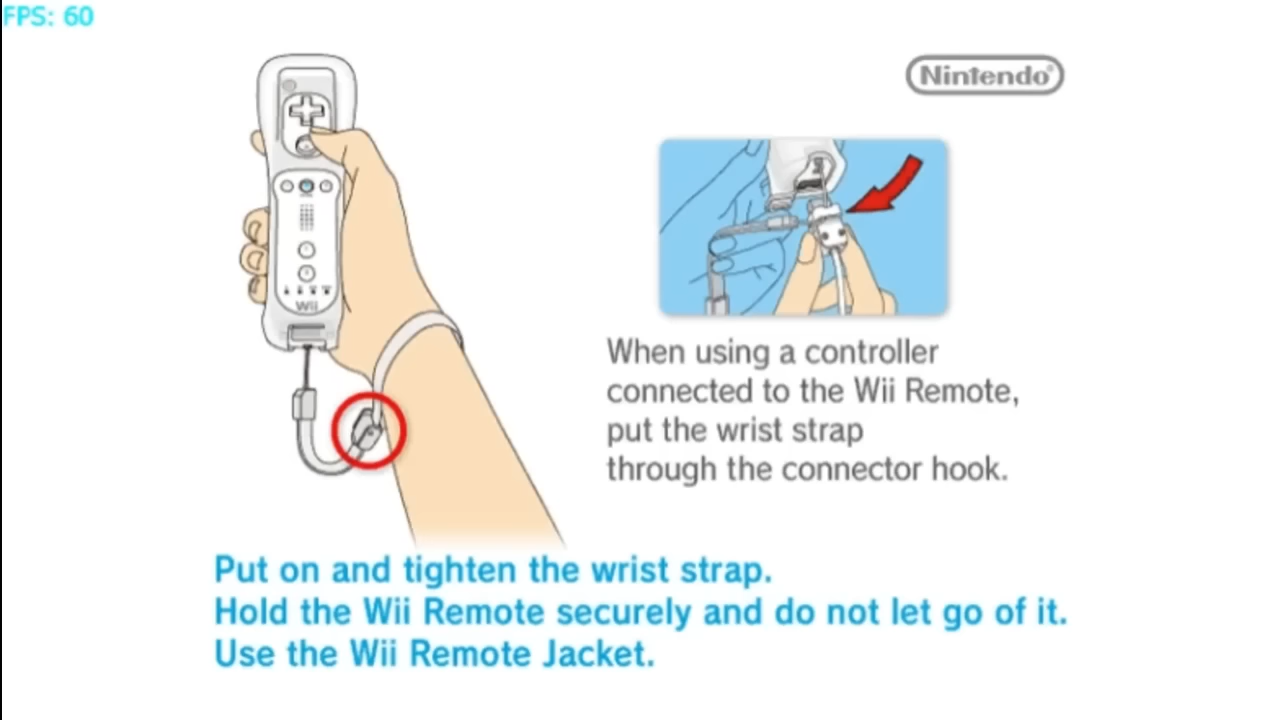 FPS: 60
Nintendo®
Wii
When using a controller
connected to the Wii Remote,
put the wrist strap
through the connector hook.
Put on and tighten the wrist strap.
Hold the Wii Remote securely and do not let go of it.
Use the Wii Remote Jacket.